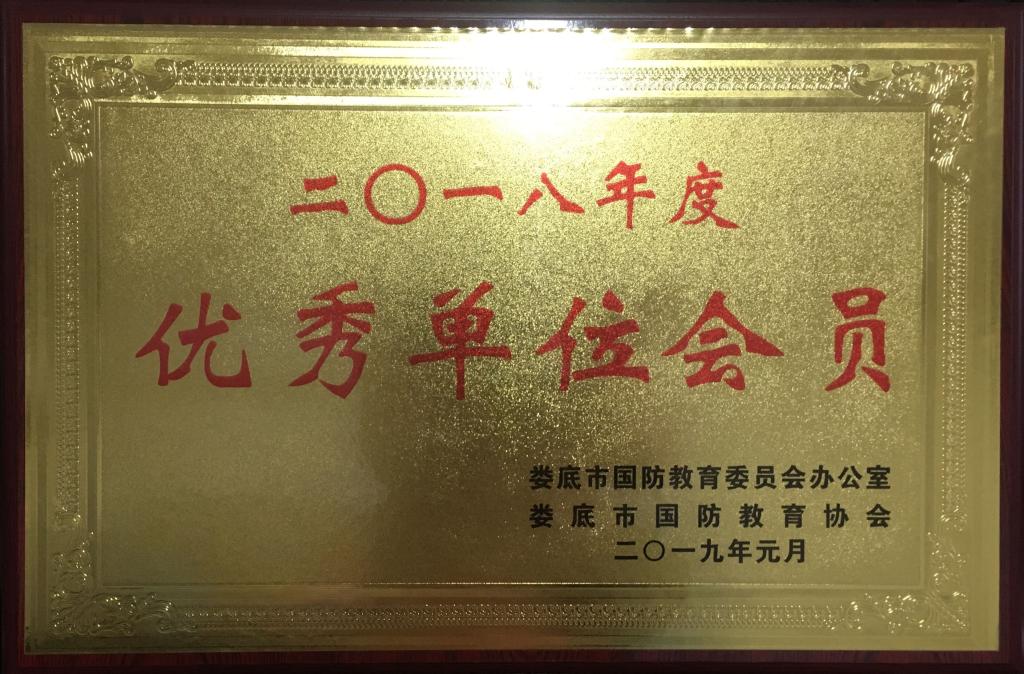 二〇一八年度
优秀单位会员
娄底市国防教育委员会办公室
娄底市国防教育协会
二〇一九年元月